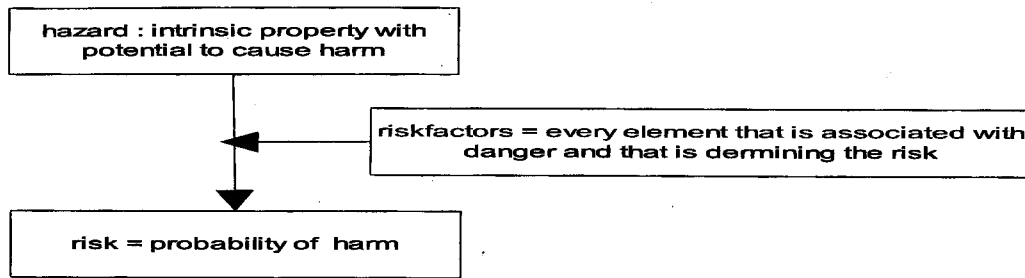 hazard : intrinsic property with
potential to cause harm
riskfactors = every element that is associated with
danger and that is dermining the risk
risk = probability of harm